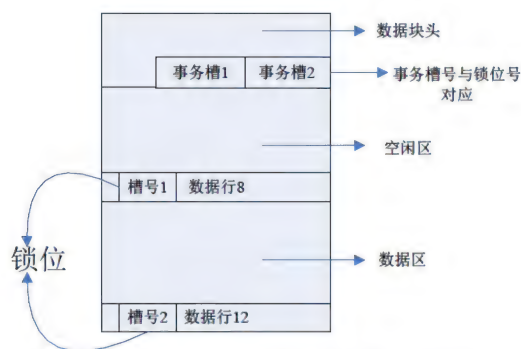 数据块头
事务槽1 事务槽2
事务槽号与锁位号
对应
空闲区
槽号1 数据行8
锁位
数据区
槽号2 数据行12